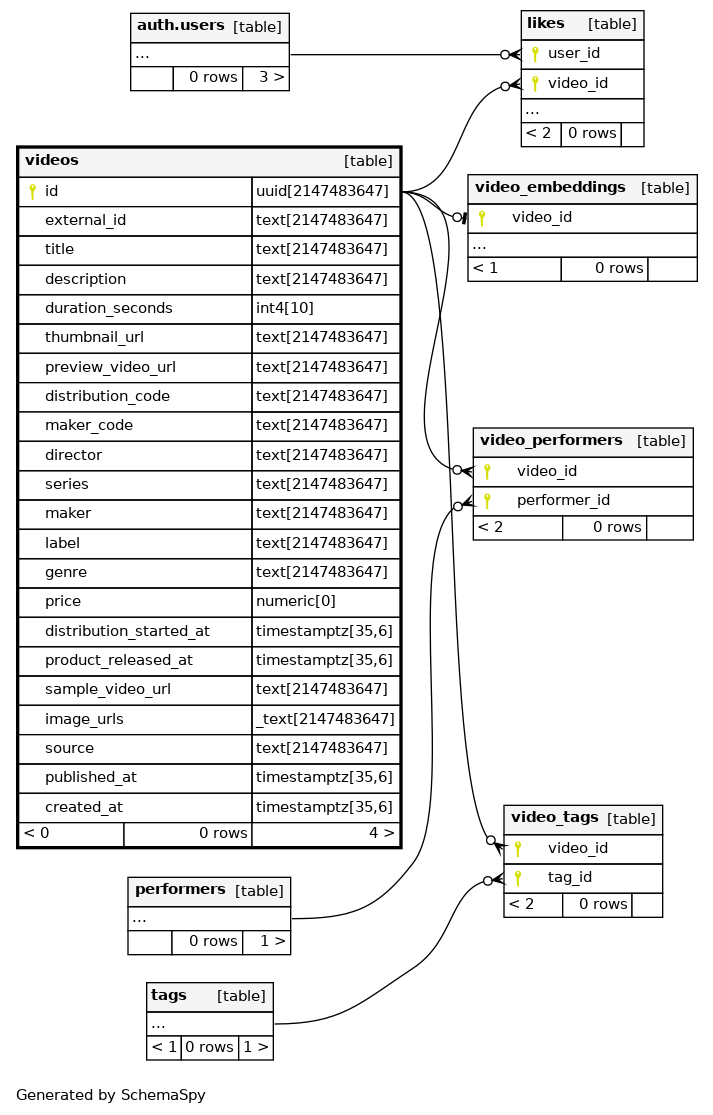 auth.users [table]
...
0 rows 3 >
likes [table]
user_id
video_id
...
< 2 0 rows
videos [table]
id uuid[2147483647]
external_id text[2147483647]
title text[2147483647]
description text[2147483647]
duration_seconds int4[10]
thumbnail_url text[2147483647]
preview_video_url text[2147483647]
distribution_code text[2147483647]
maker_code text[2147483647]
director text[2147483647]
series text[2147483647]
maker text[2147483647]
label text[2147483647]
genre text[2147483647]
price numeric[0]
distribution_started_at timestamptz[35,6]
product_released_at timestamptz[35,6]
sample_video_url text[2147483647]
image_urls _text[2147483647]
source text[2147483647]
published_at timestamptz[35,6]
created_at timestamptz[35,6]
< 0 0 rows 4 >
video_embeddings [table]
video_id
...
< 1 0 rows
video_performers [table]
video_id
performer_id
< 2 0 rows
video_tags [table]
video_id
tag_id
< 2 0 rows
performers [table]
...
0 rows 1 >
tags [table]
...
< 1 0 rows 1 >
Generated by SchemaSpy